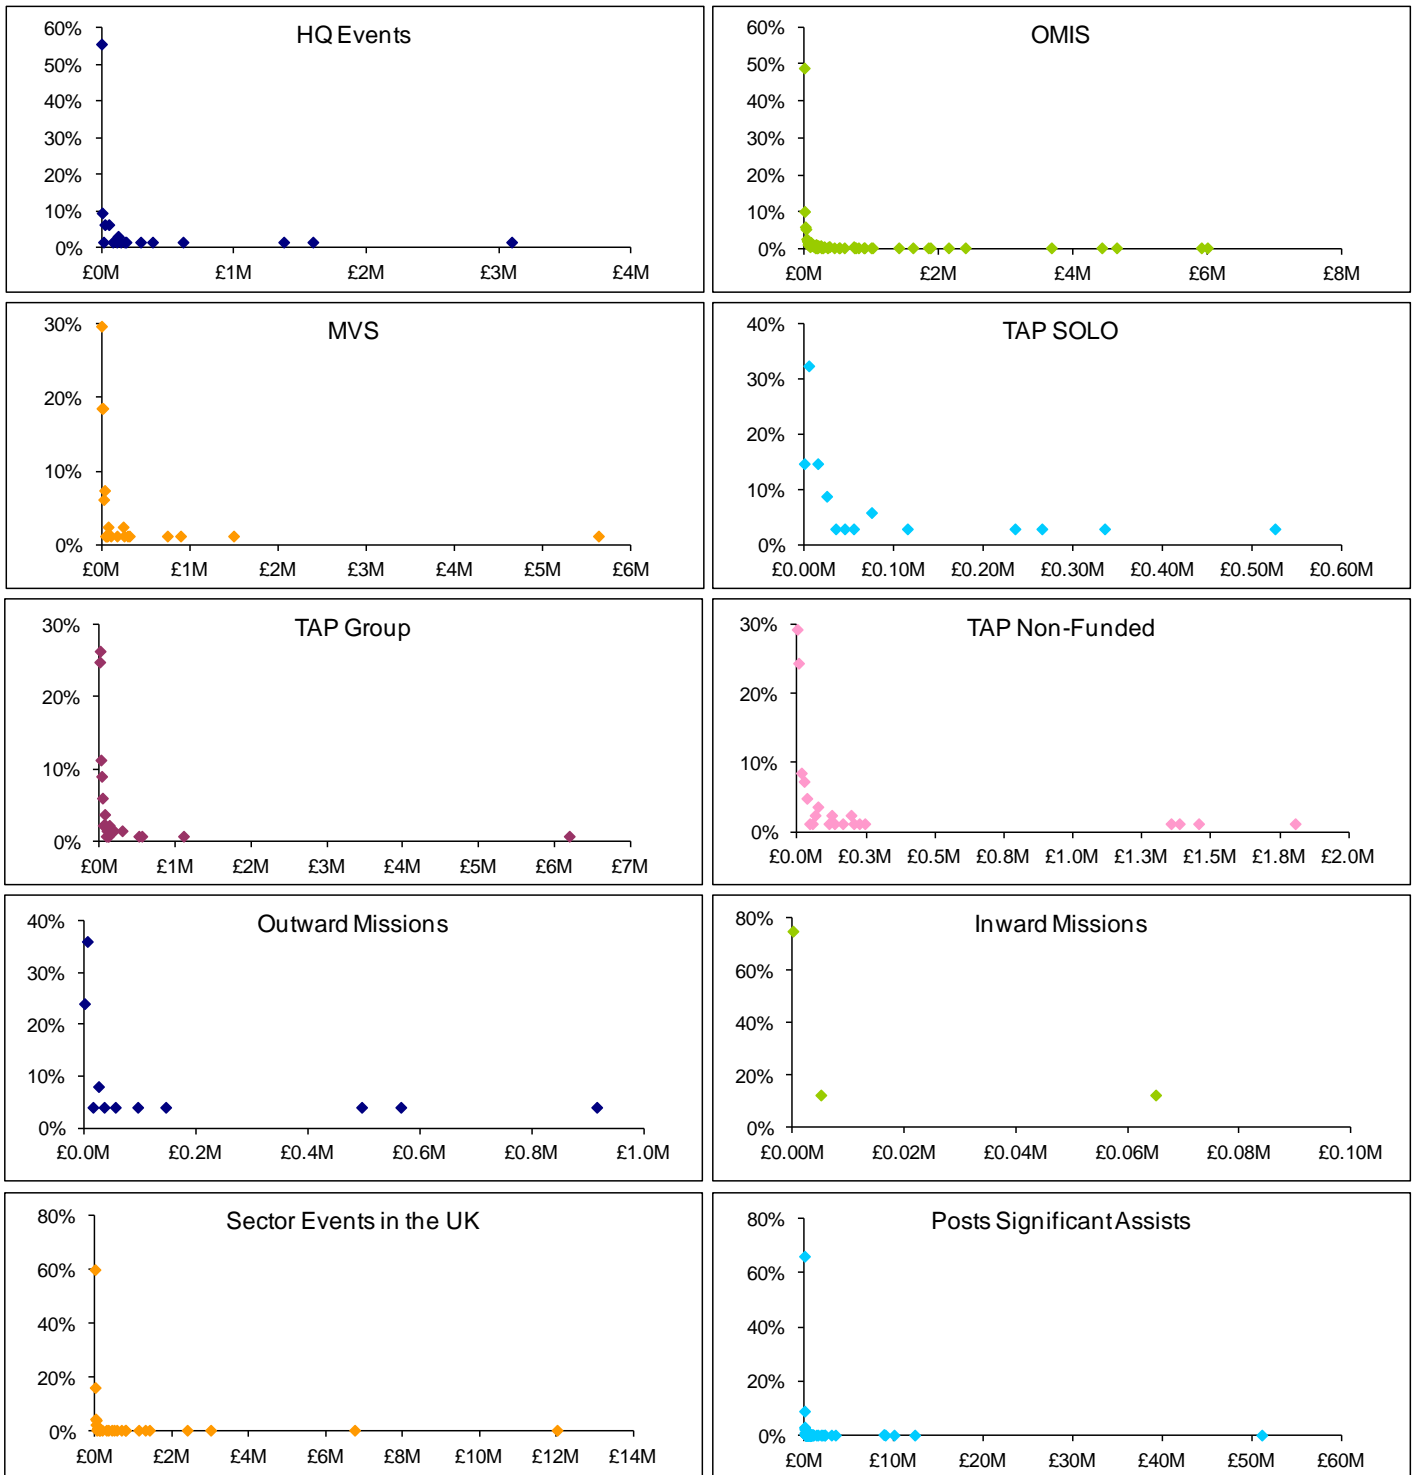 HQ Events
60%
50%
40%
30%
20%
10%
0%
£0M £1M £2M £3M £4M
OMIS
60%
50%
40%
30%
20%
10%
0%
£0M £2M £4M £6M £8M
MVS
30%
20%
10%
0%
£0M £1M £2M £3M £4M £5M £6M
TAP SOLO
40%
30%
20%
10%
0%
£0.00M £0.10M £0.20M £0.30M £0.40M £0.50M £0.60M
TAP Group
30%
20%
10%
0%
£0M £1M £2M £3M £4M £5M £6M £7M
TAP Non-Funded
30%
20%
10%
0%
£0.0M £0.3M £0.5M £0.8M £1.0M £1.3M £1.5M £1.8M £2.0M
Outward Missions
40%
30%
20%
10%
0%
£0.0M £0.2M £0.4M £0.6M £0.8M £1.0M
Inward Missions
80%
60%
40%
20%
0%
£0.00M £0.02M £0.04M £0.06M £0.08M £0.10M
Sector Events in the UK
80%
60%
40%
20%
0%
£0M £2M £4M £6M £8M £10M £12M £14M
Posts Significant Assists
80%
60%
40%
20%
0%
£0M £10M £20M £30M £40M £50M £60M